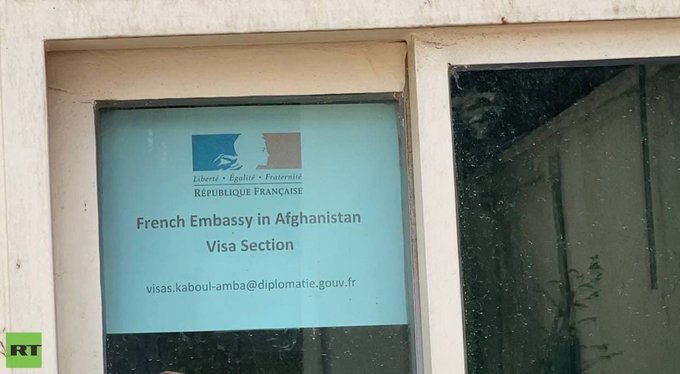 Liberté • Égalité • Fraternité
RÉPUBLIQUE FRANÇAISE
French Embassy in Afghanistan
Visa Section
visas.kaboul-amba@diplomatie.gouv.fr
RT